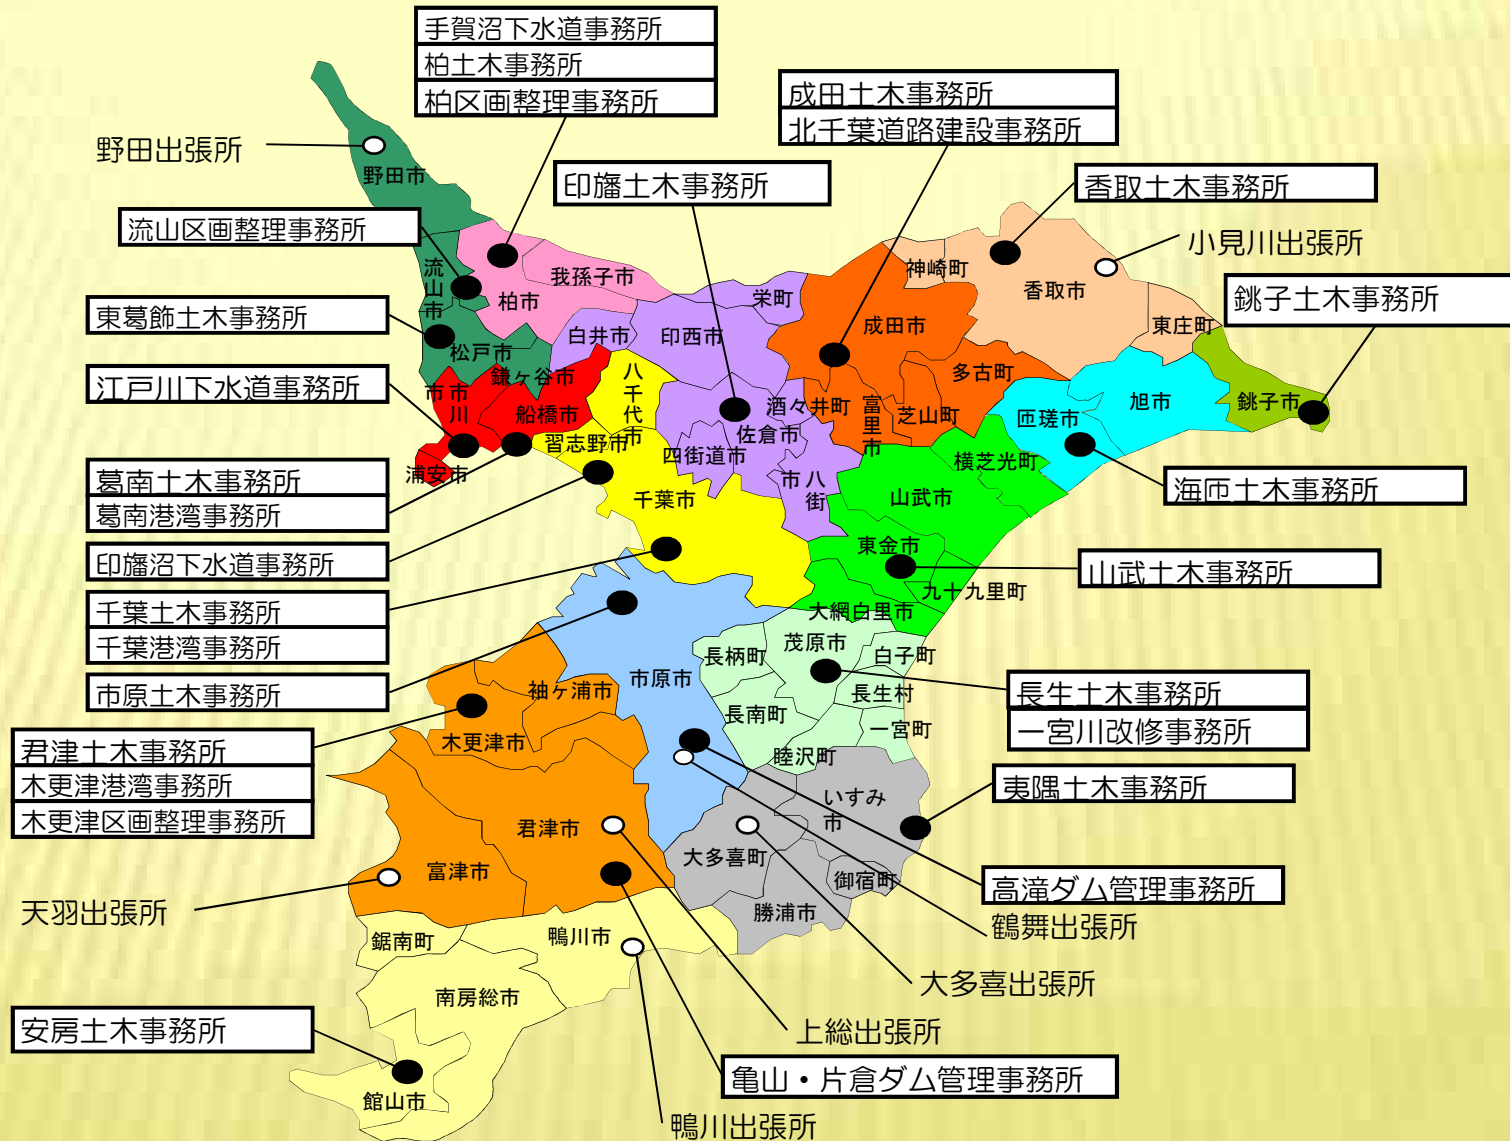 手賀沼下水道事務所
柏土木事務所
柏区画整理事務所
成田土木事務所
北千葉道路建設事務所
野田出張所
野田市
印旛土木事務所
香取土木事務所
流山区画整理事務所
小見川出張所
銚子土木事務所
流山市
柏市
我孫子市
栄町
神崎町
香取市
東庄町
東葛飾土木事務所
松戸市
白井市
印西市
成田市
多古町
江戸川下水道事務所
市川市
鎌ヶ谷市
船橋市
八千代市
酒々井町
富里市
芝山町
匝瑳市
旭市
銚子市
習志野市
四街道市
佐倉市
八街市
横芝光町
浦安市
葛南土木事務所
葛南港湾事務所
千葉市
山武市
海匝土木事務所
印旛沼下水道事務所
東金市
山武土木事務所
九十九里町
千葉土木事務所
千葉港湾事務所
大網白里市
市原土木事務所
市原市
袖ヶ浦市
長柄町
茂原市
白子町
長生村
長南町
一宮町
睦沢町
長生土木事務所
一宮川改修事務所
君津土木事務所
木更津港湾事務所
木更津区画整理事務所
木更津市
夷隅土木事務所
いすみ市
君津市
富津市
大多喜町
御宿町
勝浦市
高滝ダム管理事務所
鶴舞出張所
天羽出張所
鋸南町
鴨川市
大多喜出張所
南房総市
上総出張所
安房土木事務所
館山市
亀山・片倉ダム管理事務所
鴨川出張所